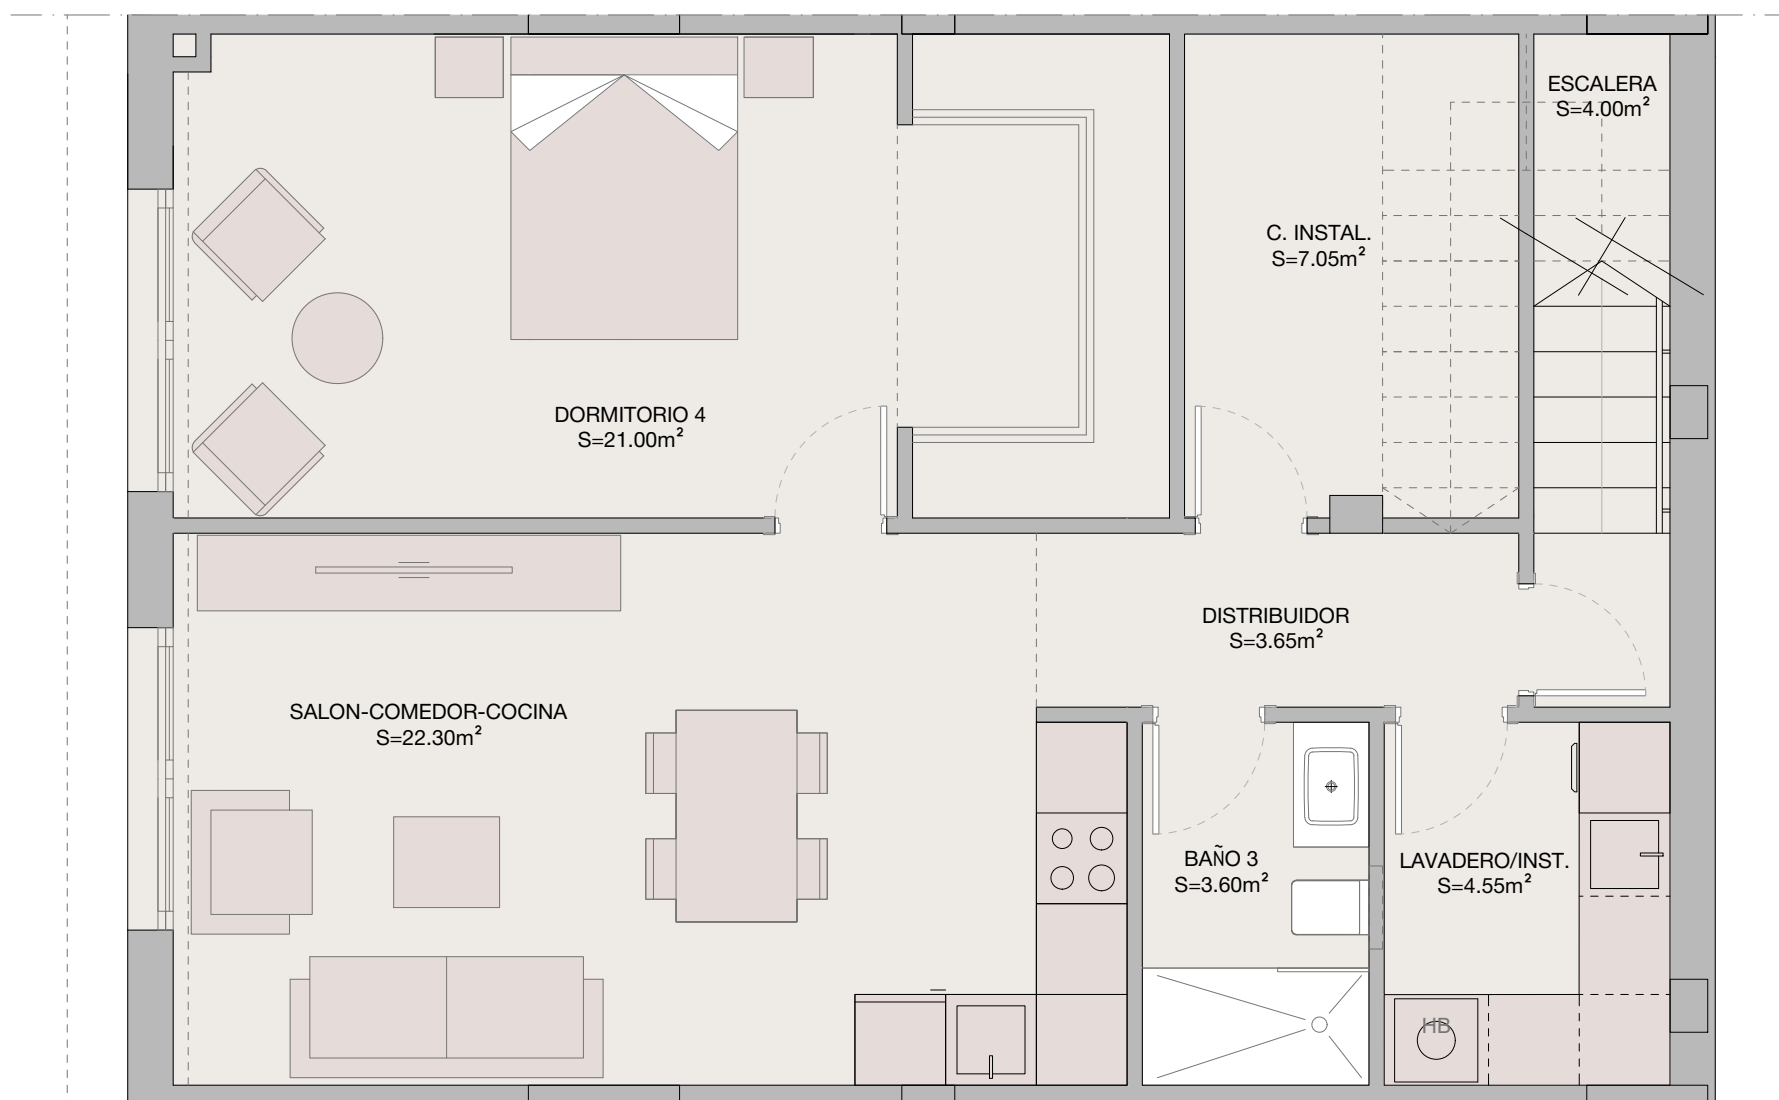 ESCALERA
S=4.00m²
C. INSTAL.
S=7.05m²
DORMITORIO 4
S=21.00m²
DISTRIBUIDOR
S=3.65m²
SALON-COMEDOR-COCINA
S=22.30m²
BAÑO 3
S=3.60m²
LAVADERO/INST.
S=4.55m²
HB